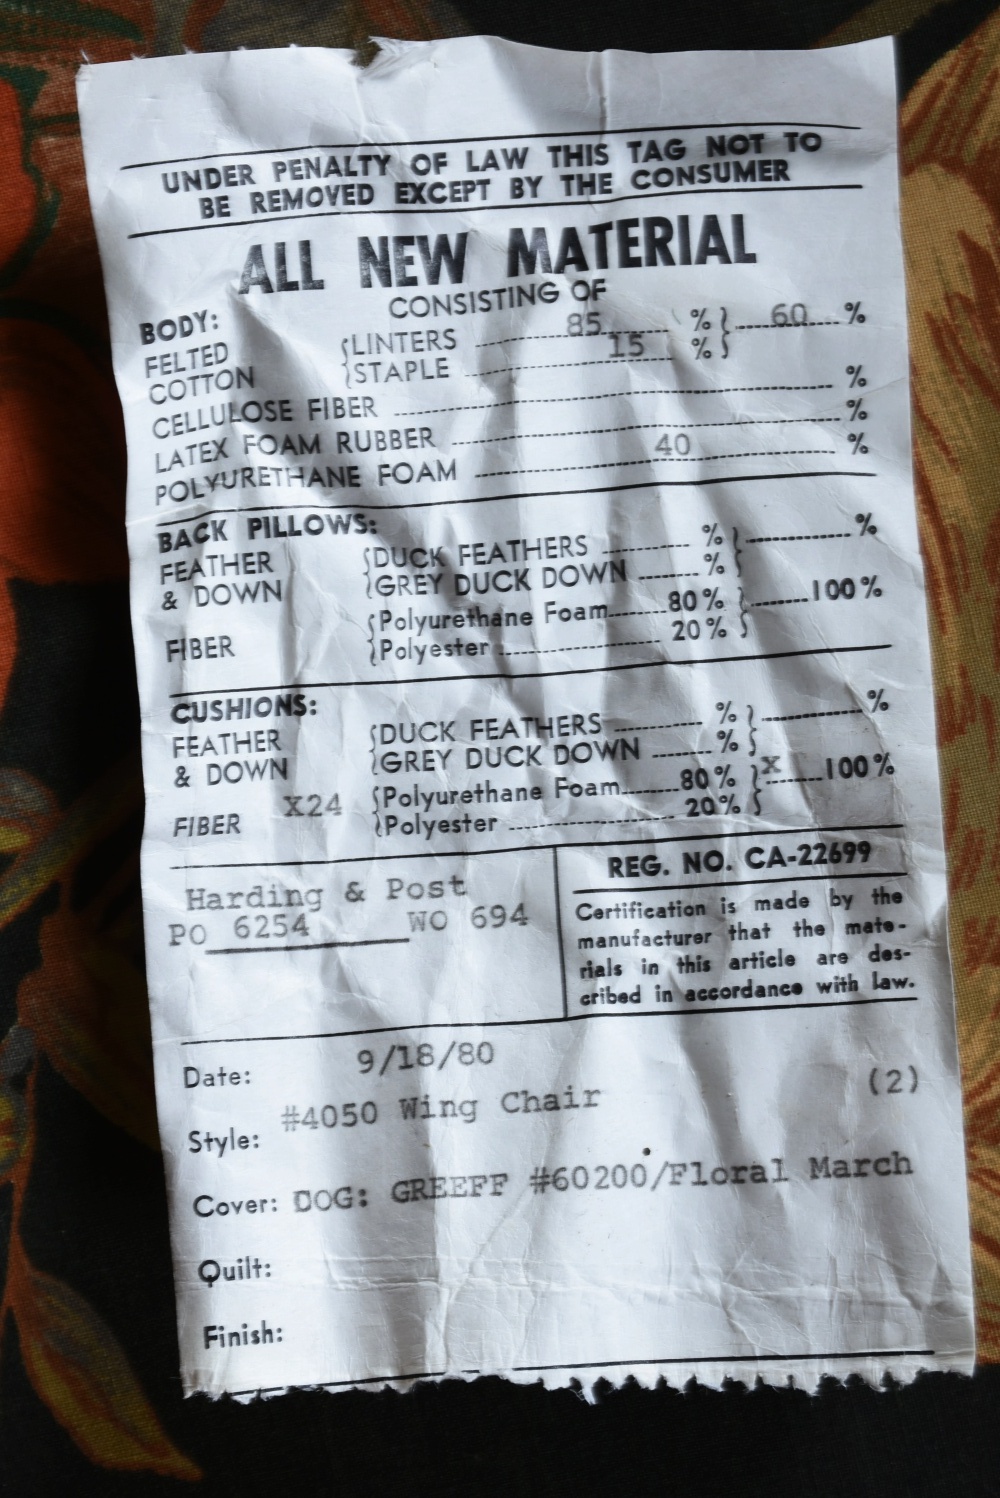 UNDER PENALTY OF LAW THIS TAG NOT TO
BE REMOVED EXCEPT BY THE CONSUMER
ALL NEW MATERIAL
CONSISTING OF
BODY:
FELTED {LINTERS 85 % } 60 %
COTTON {STAPLE 15 % }
CELLULOSE FIBER %
LATEX FOAM RUBBER %
POLYURETHANE FOAM 40 %
BACK PILLOWS:
FEATHER {DUCK FEATHERS % } %
& DOWN {GREY DUCK DOWN % }
FIBER {Polyurethane Foam 80% } 100%
{Polyester 20% }
CUSHIONS:
FEATHER {DUCK FEATHERS % } %
& DOWN {GREY DUCK DOWN % }
X24 {Polyurethane Foam 80% } X 100%
FIBER {Polyester 20% }
Harding & Post
PO 6254 WO 694
REG. NO. CA-22699
Certification is made by the
manufacturer that the mate-
rials in this article are des-
cribed in accordance with law.
Date: 9/18/80
Style: #4050 Wing Chair (2)
Cover: DOG: GREEFF #60200/Floral March
Quilt:
Finish: